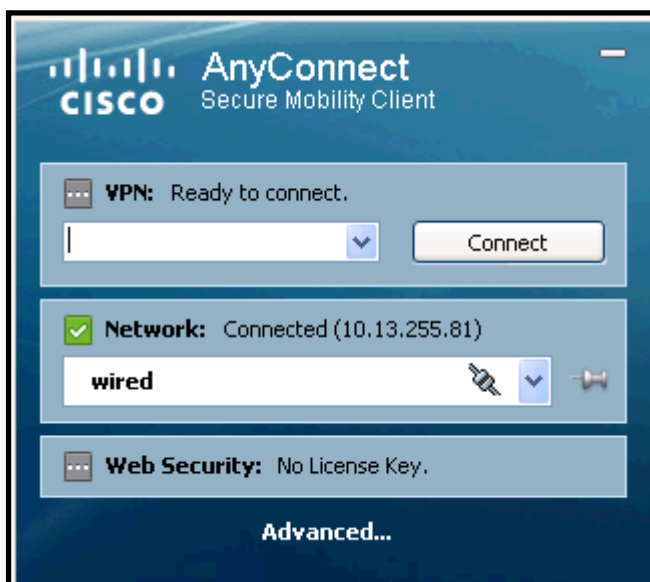 AnyConnect
CISCO
Secure Mobility Client
VPN: Ready to connect.
Connect
Network: Connected (10.13.255.81)
wired
Web Security: No License Key.
Advanced...